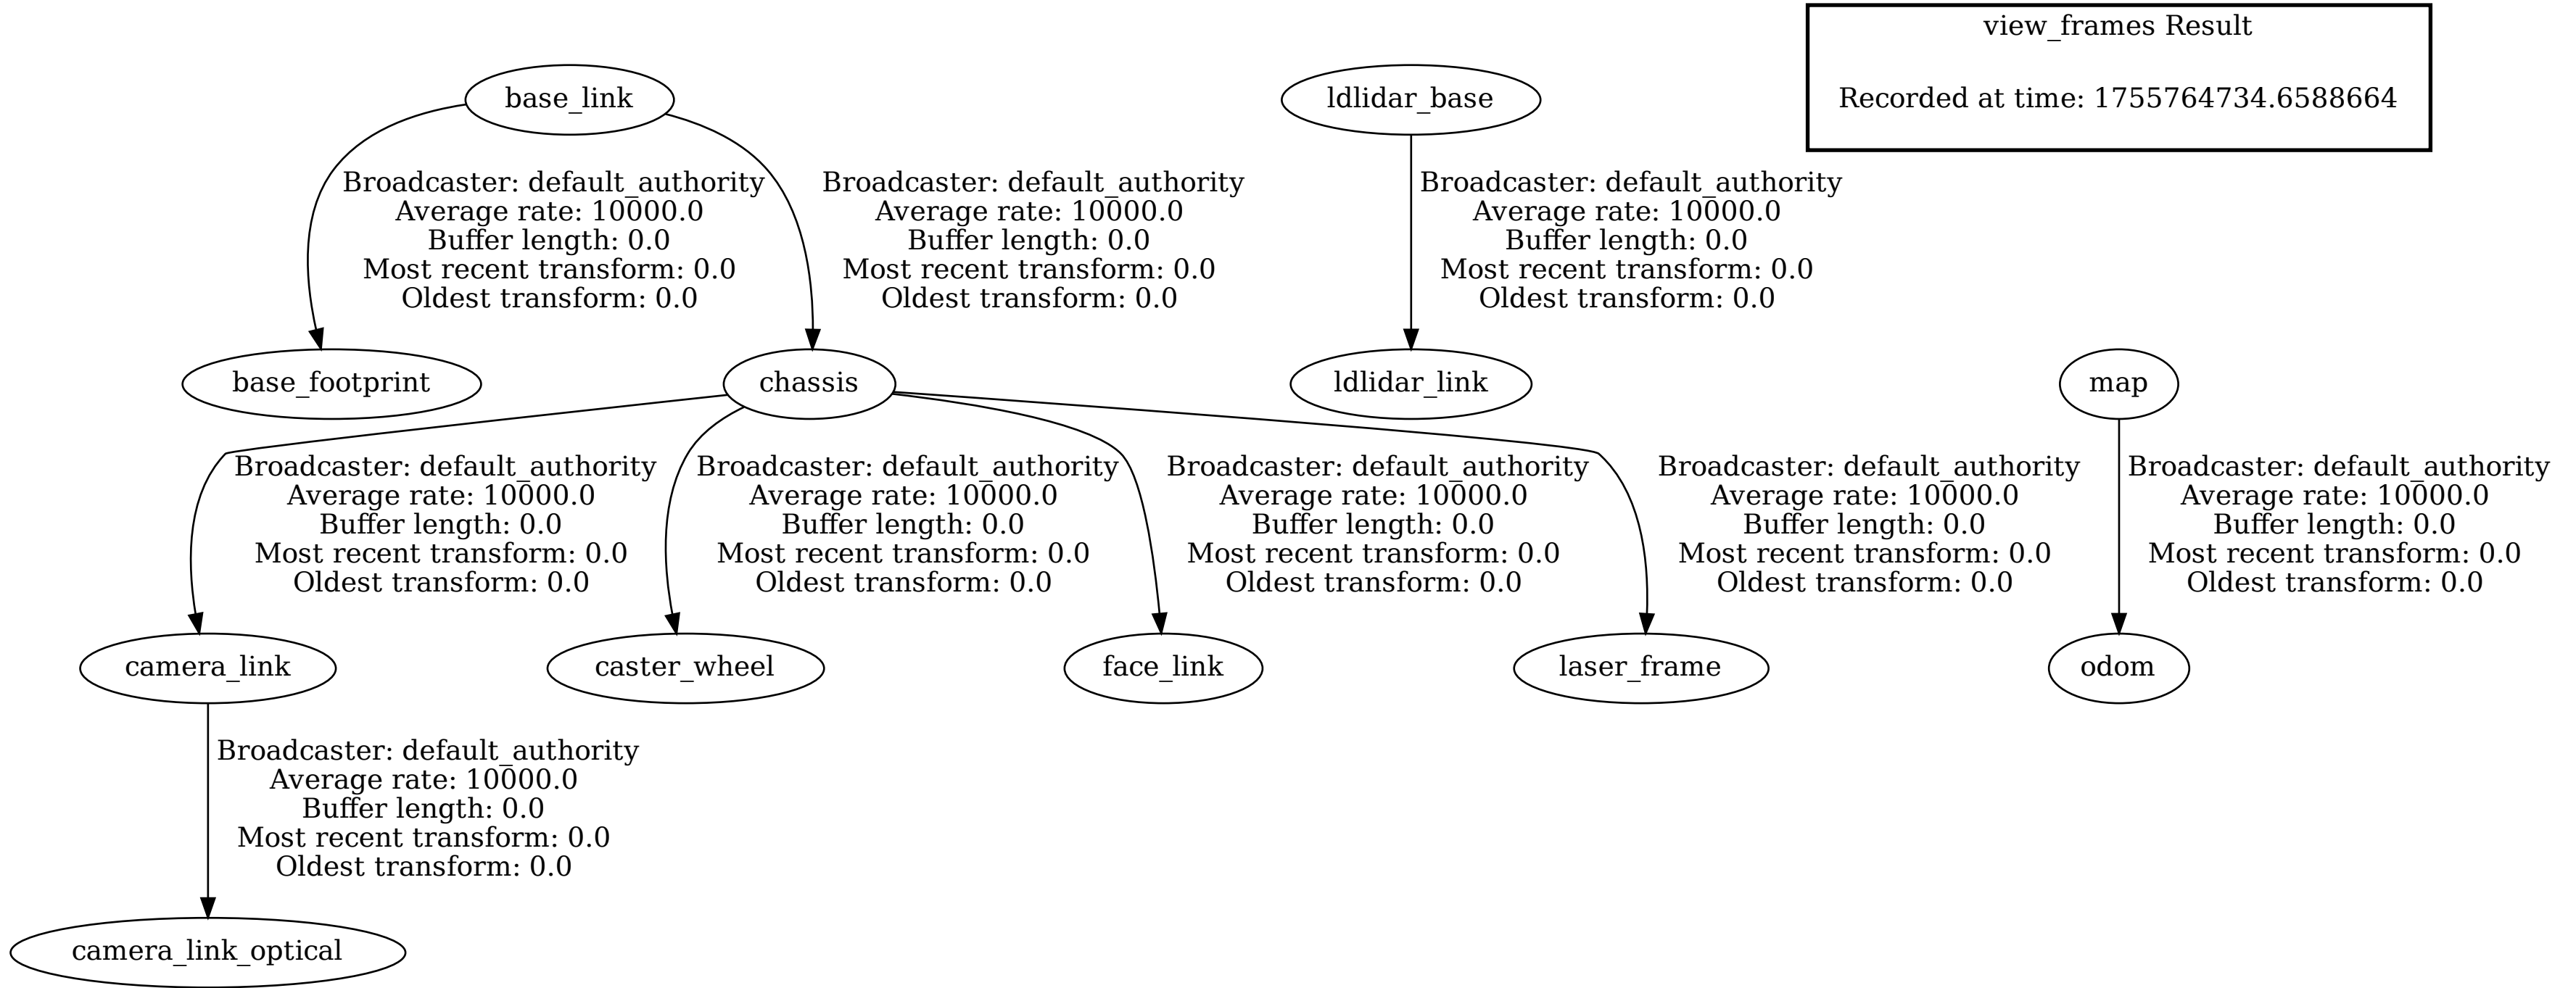 view_frames Result
Recorded at time: 1755764734.6588664
base_link
ldlidar_base
Broadcaster: default_authority
Average rate: 10000.0
Buffer length: 0.0
Most recent transform: 0.0
Oldest transform: 0.0
Broadcaster: default_authority
Average rate: 10000.0
Buffer length: 0.0
Most recent transform: 0.0
Oldest transform: 0.0
Broadcaster: default_authority
Average rate: 10000.0
Buffer length: 0.0
Most recent transform: 0.0
Oldest transform: 0.0
base_footprint
chassis
ldlidar_link
map
Broadcaster: default_authority
Average rate: 10000.0
Buffer length: 0.0
Most recent transform: 0.0
Oldest transform: 0.0
Broadcaster: default_authority
Average rate: 10000.0
Buffer length: 0.0
Most recent transform: 0.0
Oldest transform: 0.0
Broadcaster: default_authority
Average rate: 10000.0
Buffer length: 0.0
Most recent transform: 0.0
Oldest transform: 0.0
Broadcaster: default_authority
Average rate: 10000.0
Buffer length: 0.0
Most recent transform: 0.0
Oldest transform: 0.0
Broadcaster: default_authority
Average rate: 10000.0
Buffer length: 0.0
Most recent transform: 0.0
Oldest transform: 0.0
camera_link
caster_wheel
face_link
laser_frame
odom
Broadcaster: default_authority
Average rate: 10000.0
Buffer length: 0.0
Most recent transform: 0.0
Oldest transform: 0.0
camera_link_optical